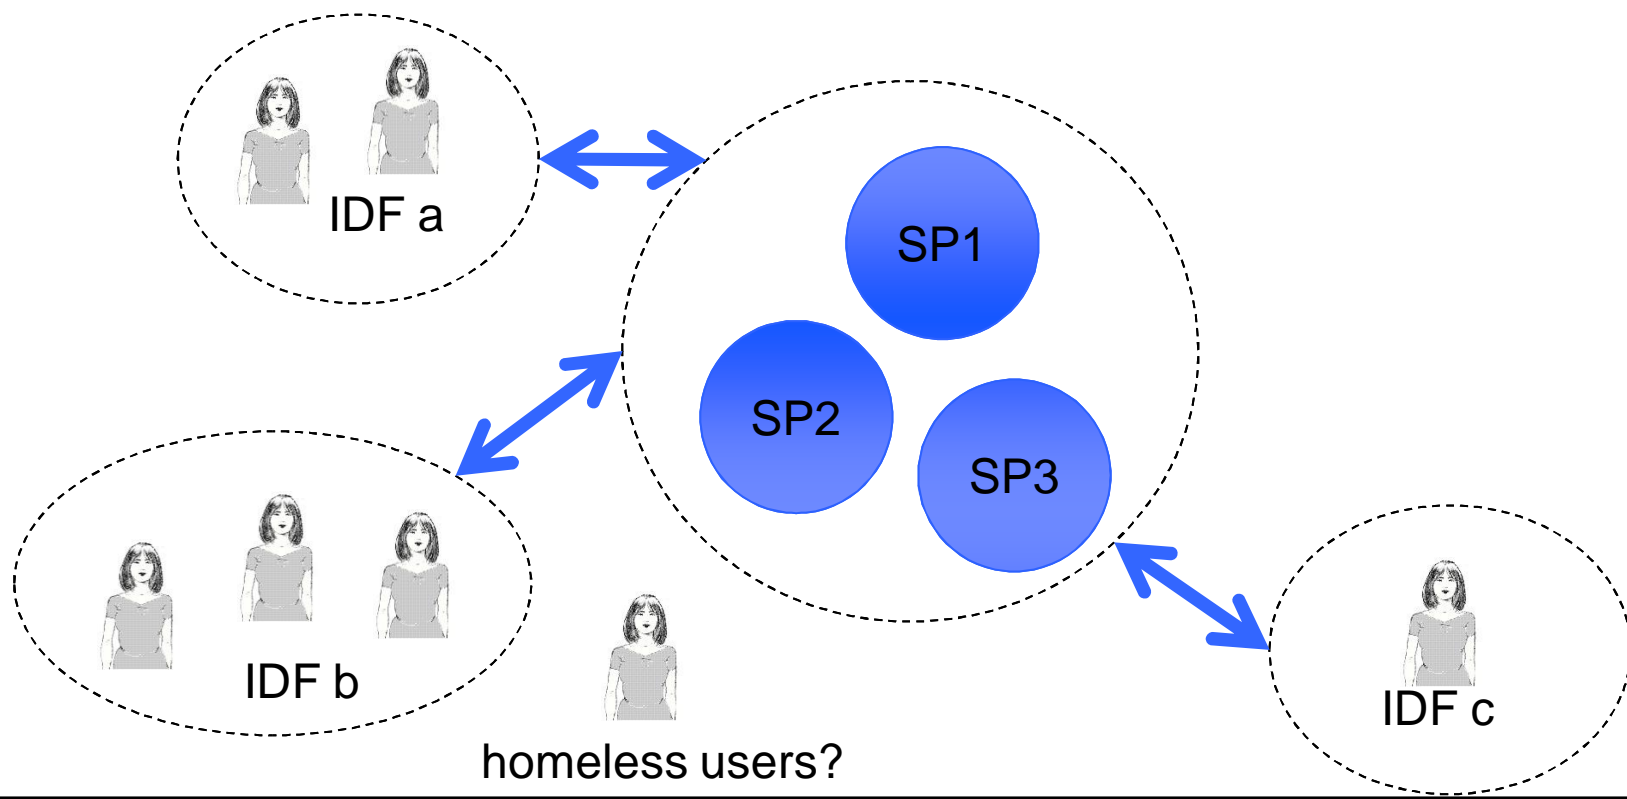 IDF a
SP1
SP2
SP3
IDF b
IDF c
homeless users?